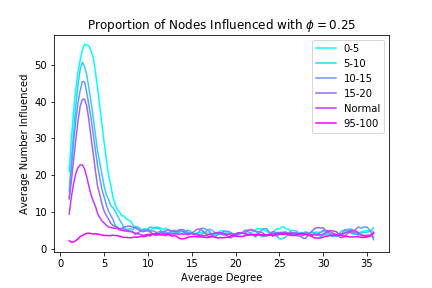 Proportion of Nodes Influenced with ϕ = 0.25
Average Number Influenced
50
40
30
20
10
0
0-5
5-10
10-15
15-20
Normal
95-100
0 5 10 15 20 25 30 35
Average Degree